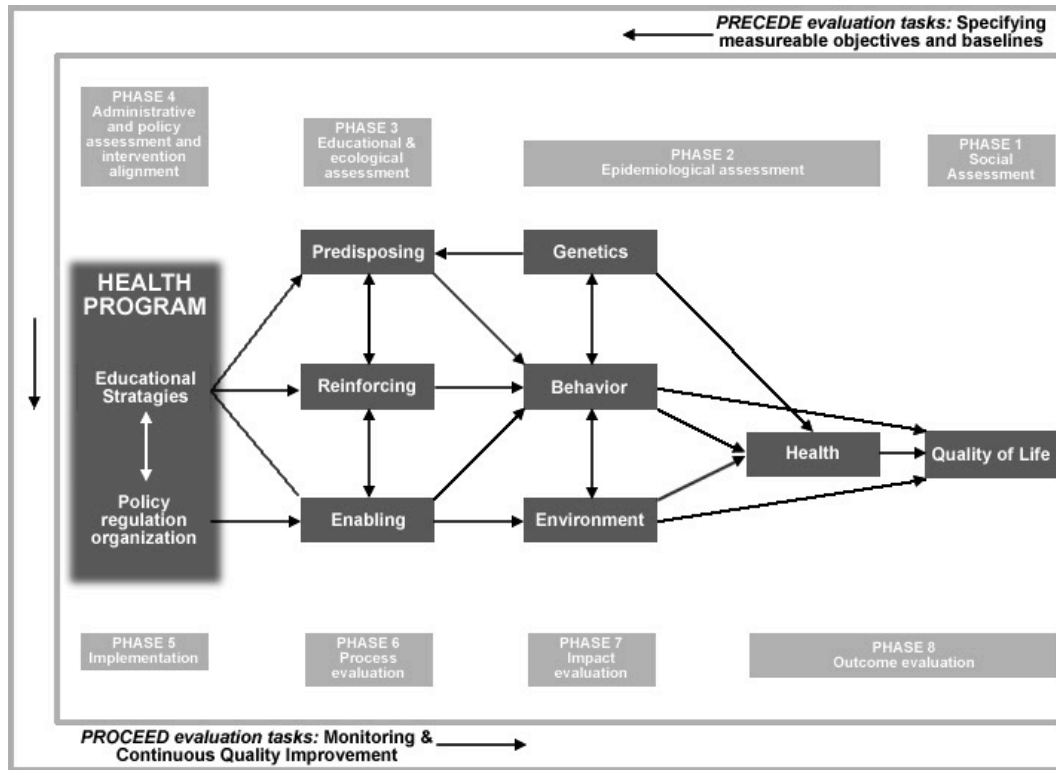 PRECEDE evaluation tasks: Specifying
measureable objectives and baselines
PHASE 4
Administrative
and policy
assessment and
intervention
alignment
PHASE 3
Educational &
ecological
assessment
PHASE 2
Epidemiological assessment
PHASE 1
Social
Assessment
HEALTH
PROGRAM
Educational
Stratagies
Policy
regulation
organization
Predisposing
Genetics
Reinforcing
Behavior
Health
Quality of Life
Enabling
Environment
PHASE 5
Implementation
PHASE 6
Process
evaluation
PHASE 7
Impact
evaluation
PHASE 8
Outcome evaluation
PROCEED evaluation tasks: Monitoring &
Continuous Quality Improvement